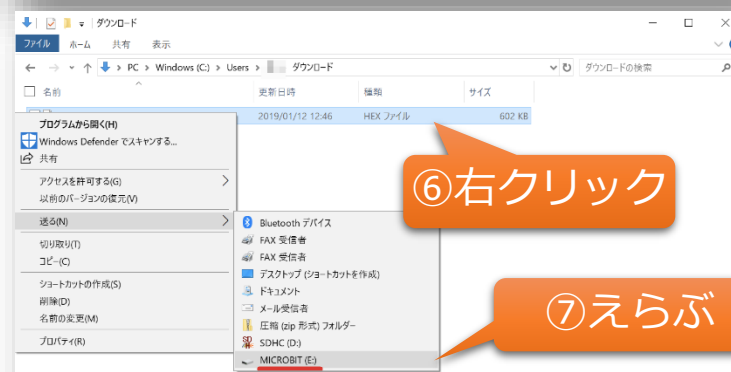 ダウンロード
ファイル ホーム 共有 表示
PC > Windows (C:) > Users > ダウンロード
ダウンロードの検索
名前 更新日時 種類 サイズ
2019/01/12 12:46 HEX ファイル 602 KB
プログラムから開く(H)
Windows Defender でスキャンする...
共有
アクセスを許可する(G)
以前のバージョンの復元(V)
送る(N)
切り取り(T)
コピー(C)
ショートカットの作成(S)
削除(D)
名前の変更(M)
プロパティ(R)
Bluetooth デバイス
FAX 受信者
FAX 受信者
デスクトップ (ショートカットを作成)
ドキュメント
メール受信者
圧縮 (zip 形式) フォルダー
SDHC (D:)
MICROBIT (E:)
⑥右クリック
⑦えらぶ